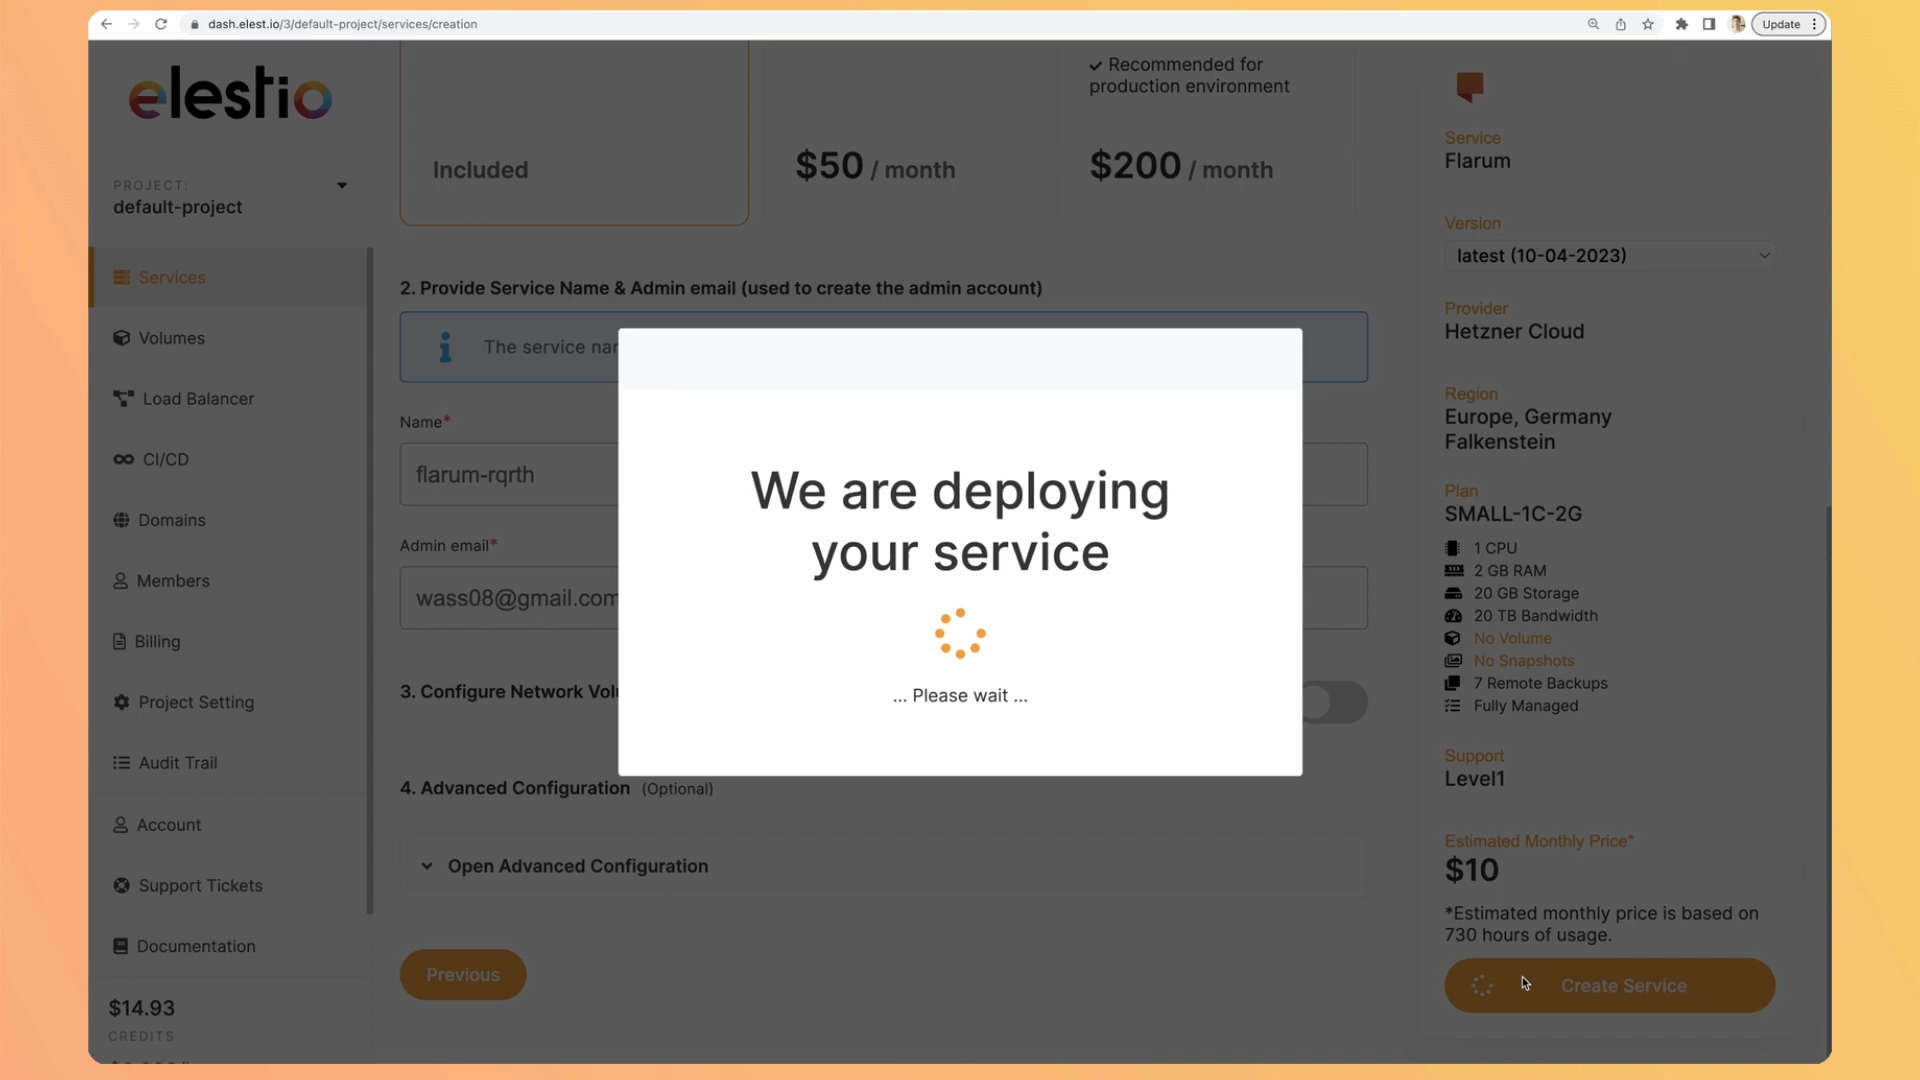 dash.elest.io/3/default-project/services/creation
Update
elestio
PROJECT:
default-project
Services
Volumes
Load Balancer
CI/CD
Domains
Members
Billing
Project Setting
Audit Trail
Account
Support Tickets
Documentation
$14.93
CREDITS
Included
$50 / month
Recommended for
production environment
$200 / month
2. Provide Service Name & Admin email (used to create the admin account)
The service
Name*
flarum-rqrth
Admin email*
wass08@gmail.com
3. Configure Network
4. Advanced Configuration (Optional)
Open Advanced Configuration
Previous
We are deploying
your service
... Please wait ...
Service
Flarum
Version
latest (10-04-2023)
Provider
Hetzner Cloud
Region
Europe, Germany
Falkenstein
Plan
SMALL-1C-2G
1 CPU
2 GB RAM
20 GB Storage
20 TB Bandwidth
No Volume
No Snapshots
7 Remote Backups
Fully Managed
Support
Level1
Estimated Monthly Price*
$10
*Estimated monthly price is based on
730 hours of usage.
Create Service